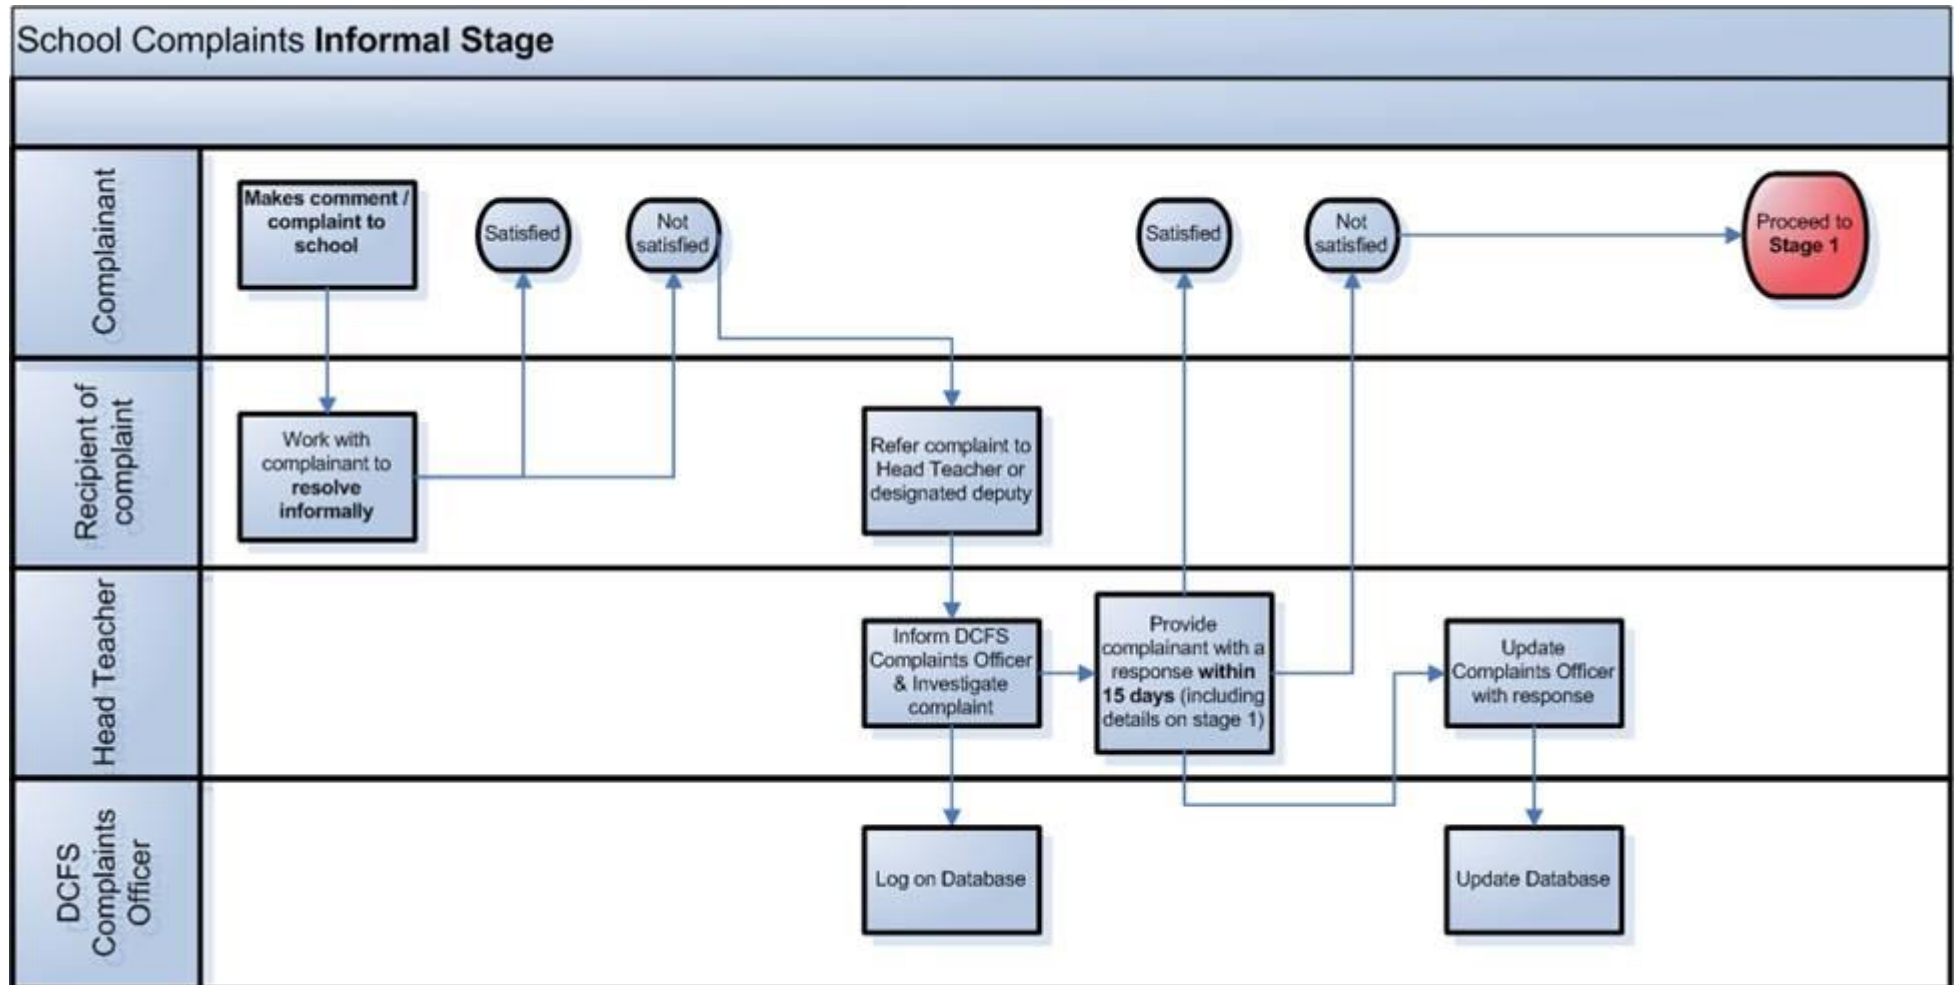 School Complaints Informal Stage
Complainant
Makes comment /
complaint to
school
Satisfied
Not
satisfied
Satisfied
Not
satisfied
Proceed to
Stage 1
Recipient of
complaint
Work with
complainant to
resolve
informally
Refer complaint to
Head Teacher or
designated deputy
Head Teacher
Inform DCFS
Complaints Officer
& Investigate
complaint
Provide
complainant with a
response within
15 days (including
details on stage 1)
Update
Complaints Officer
with response
DCFS
Complaints
Officer
Log on Database
Update Database